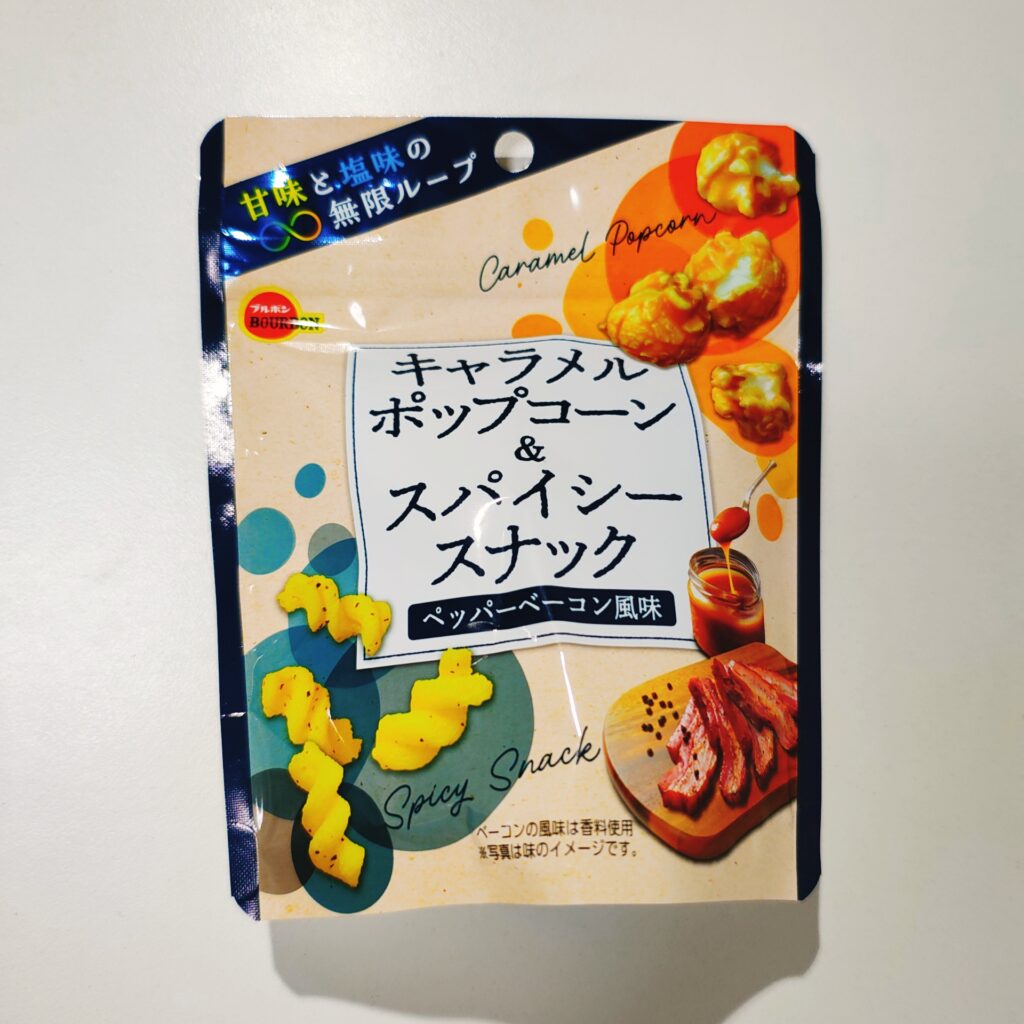 甘味と塩味の
無限ループ
Caramel Popcorn
ブルボン
BOURBON
キャラメル
ポップコーン
&
スパイシー
スナック
ペッパーベーコン風味
Spicy Snack
ベーコンの風味は香料使用
※写真は味のイメージです。